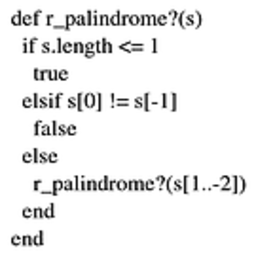 def r_palindrome?(s)
  if s.length <= 1
    true
  elsif s[0] != s[-1]
    false
  else
    r_palindrome?(s[1..-2])
  end
end